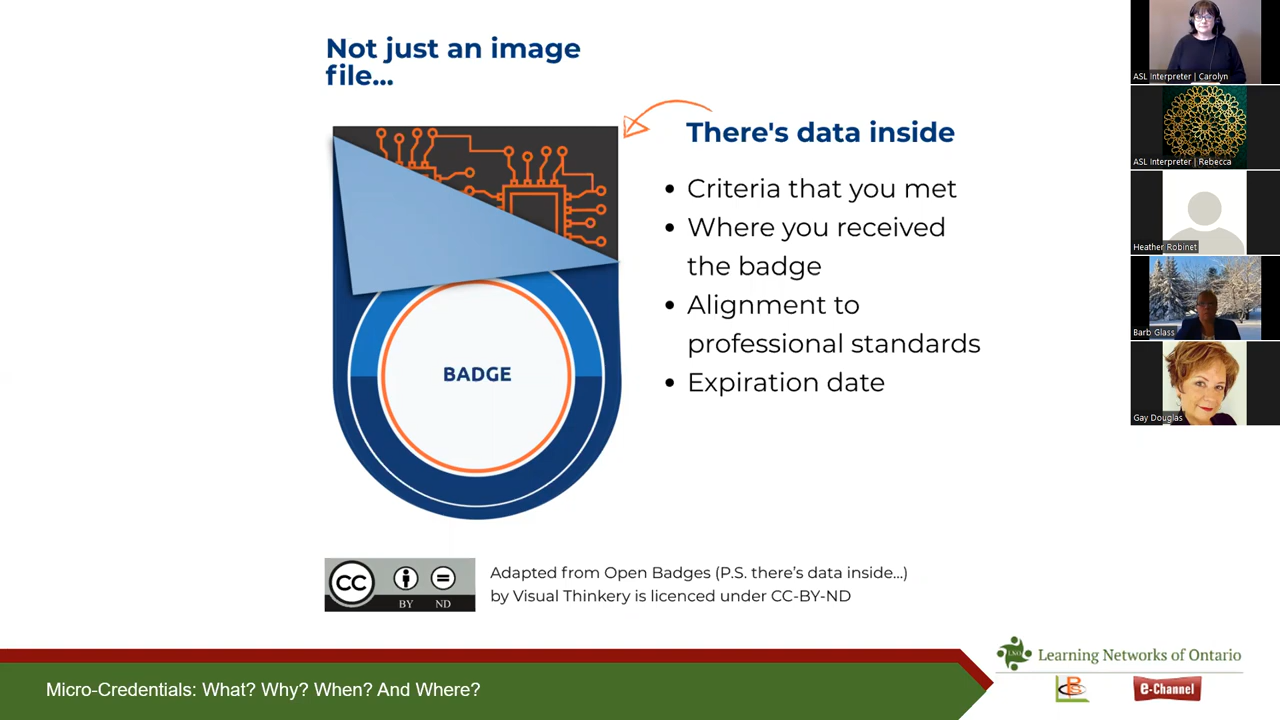 Not just an image
file...
There's data inside
• Criteria that you met
• Where you received
the badge
• Alignment to
professional standards
• Expiration date
BADGE
CC
BY ND
Adapted from Open Badges (P.S. there's data inside...)
by Visual Thinkery is licenced under CC-BY-ND
Micro-Credentials: What? Why? When? And Where?
Learning Networks of Ontario
e-Channel
ASL Interpreter | Carolyn
ASL Interpreter | Rebecca
Heather Robinet
Barb Glass
Gay Douglas